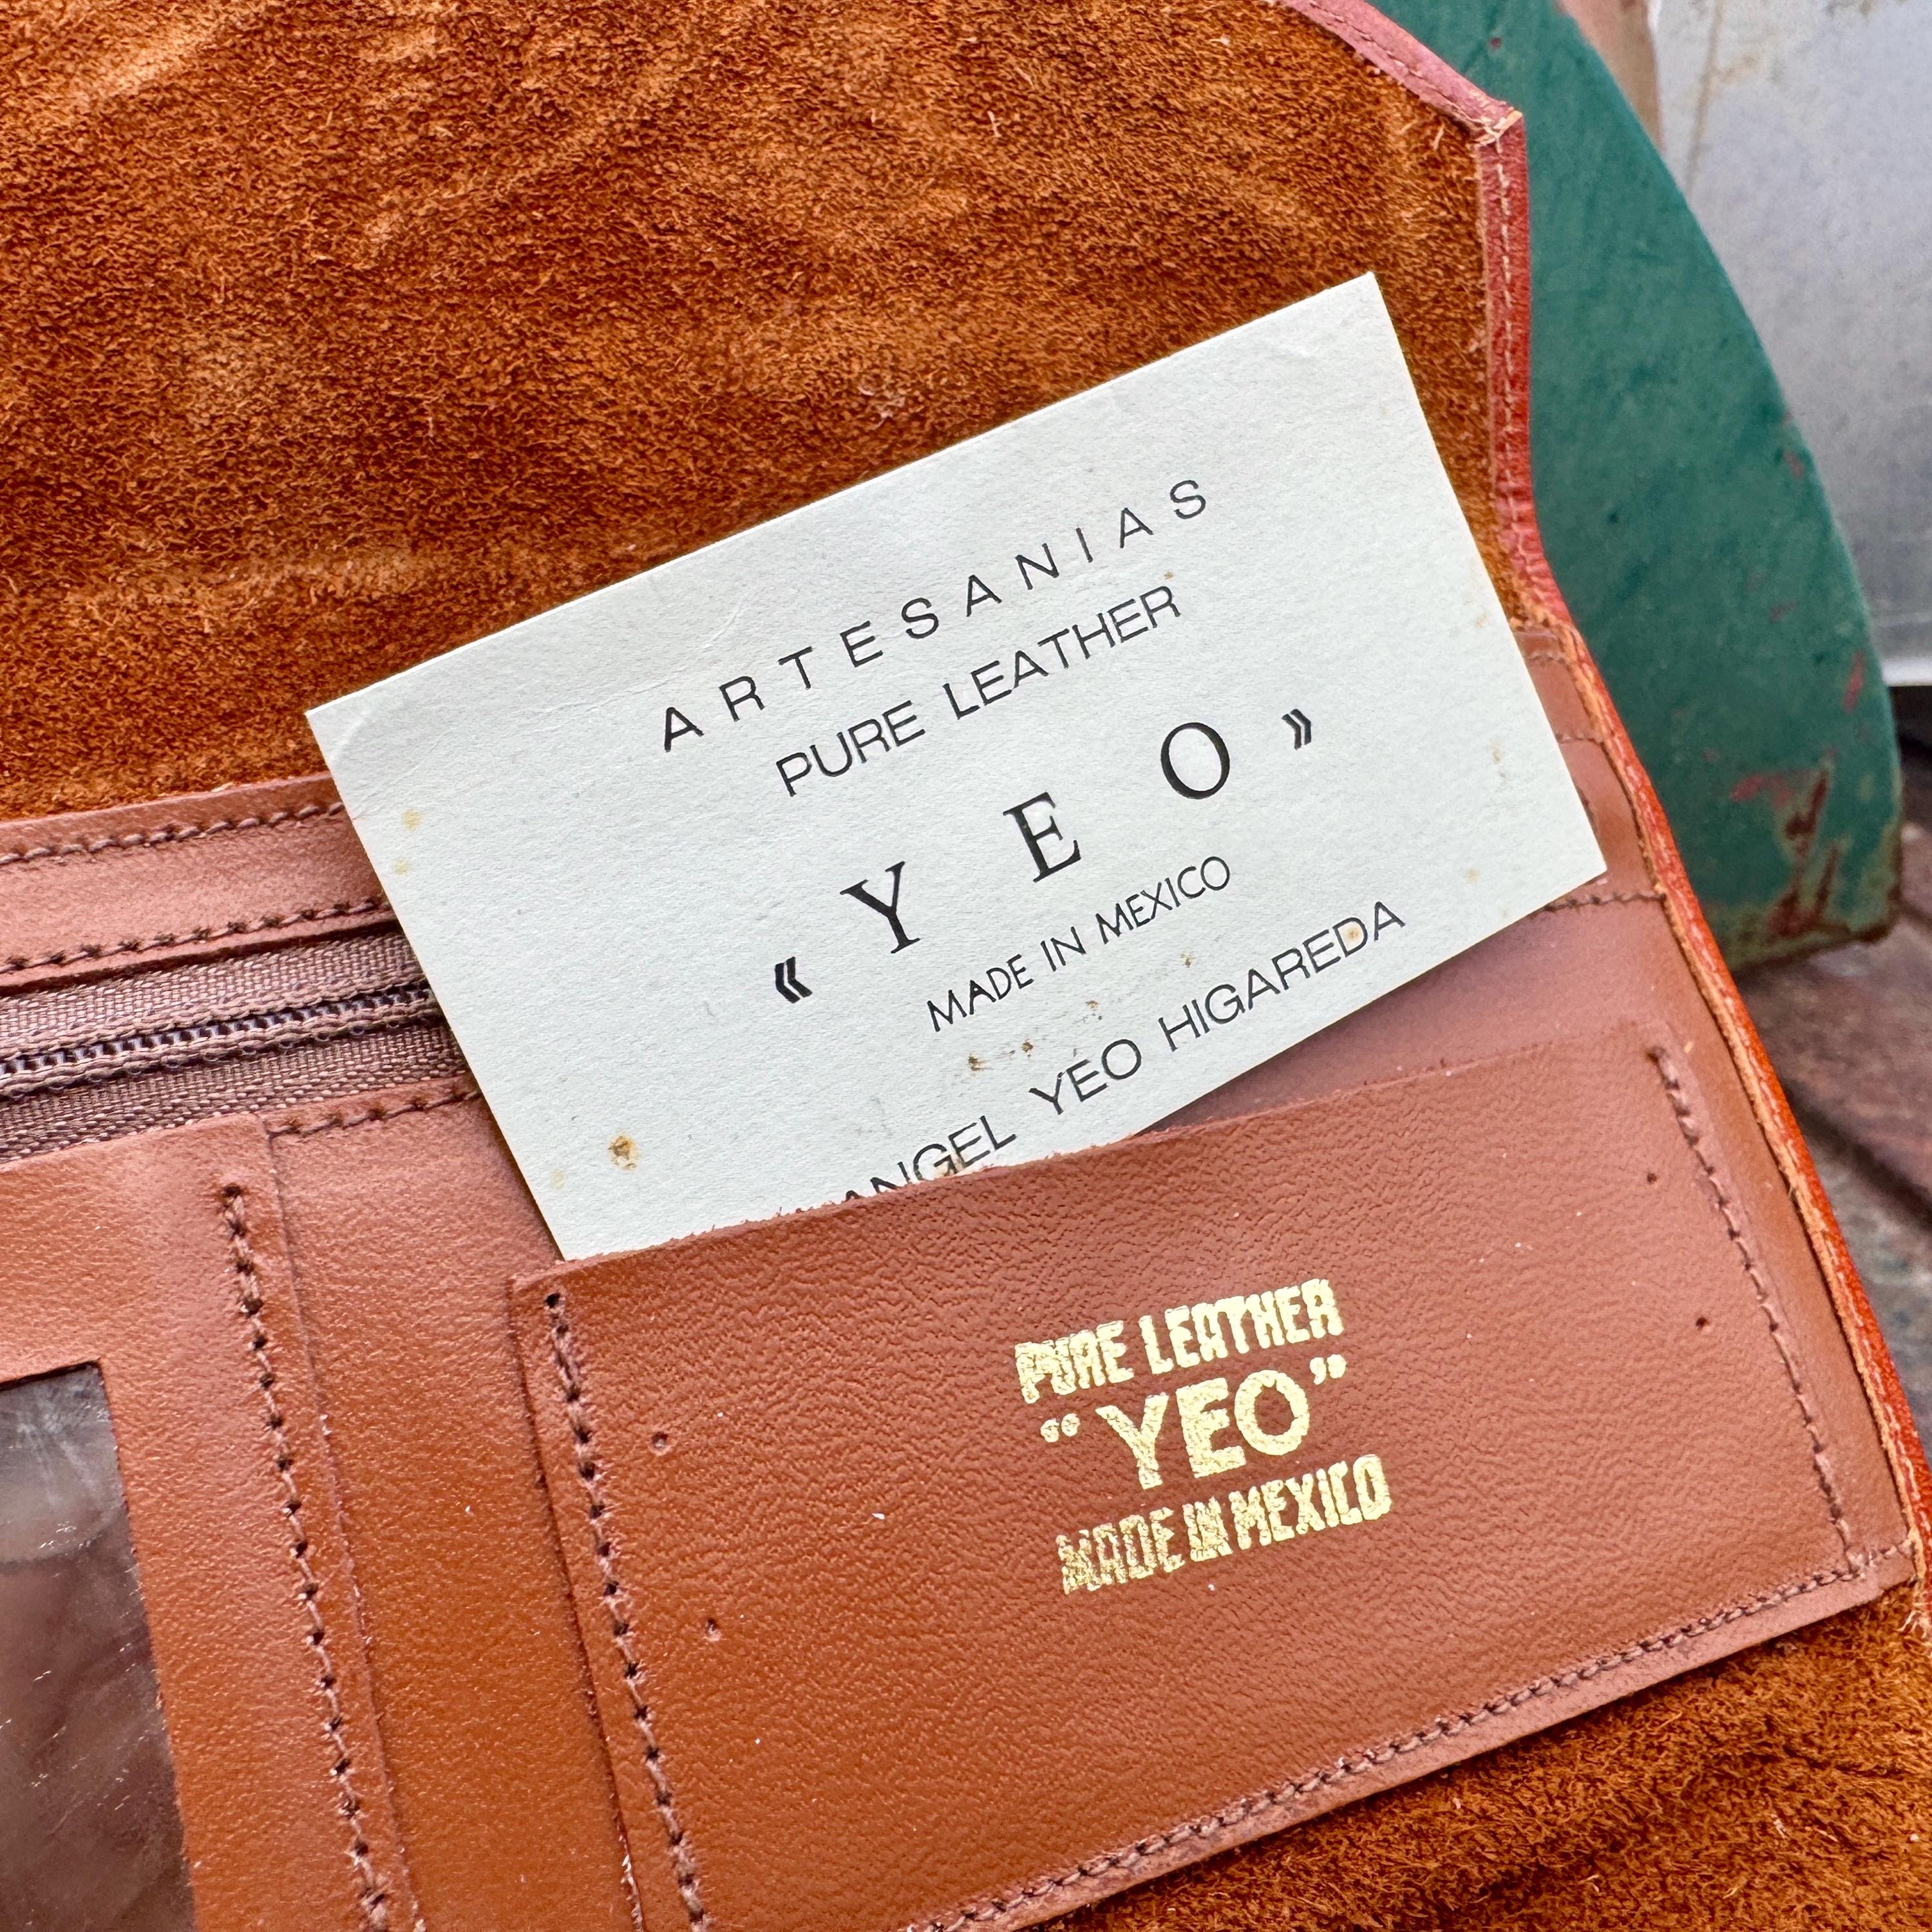 ARTESANIAS
PURE LEATHER
« YEO »
MADE IN MEXICO
ANGEL YEO HIGAREDA
PURE LEATHER
“YEO”
MADE IN MEXICO